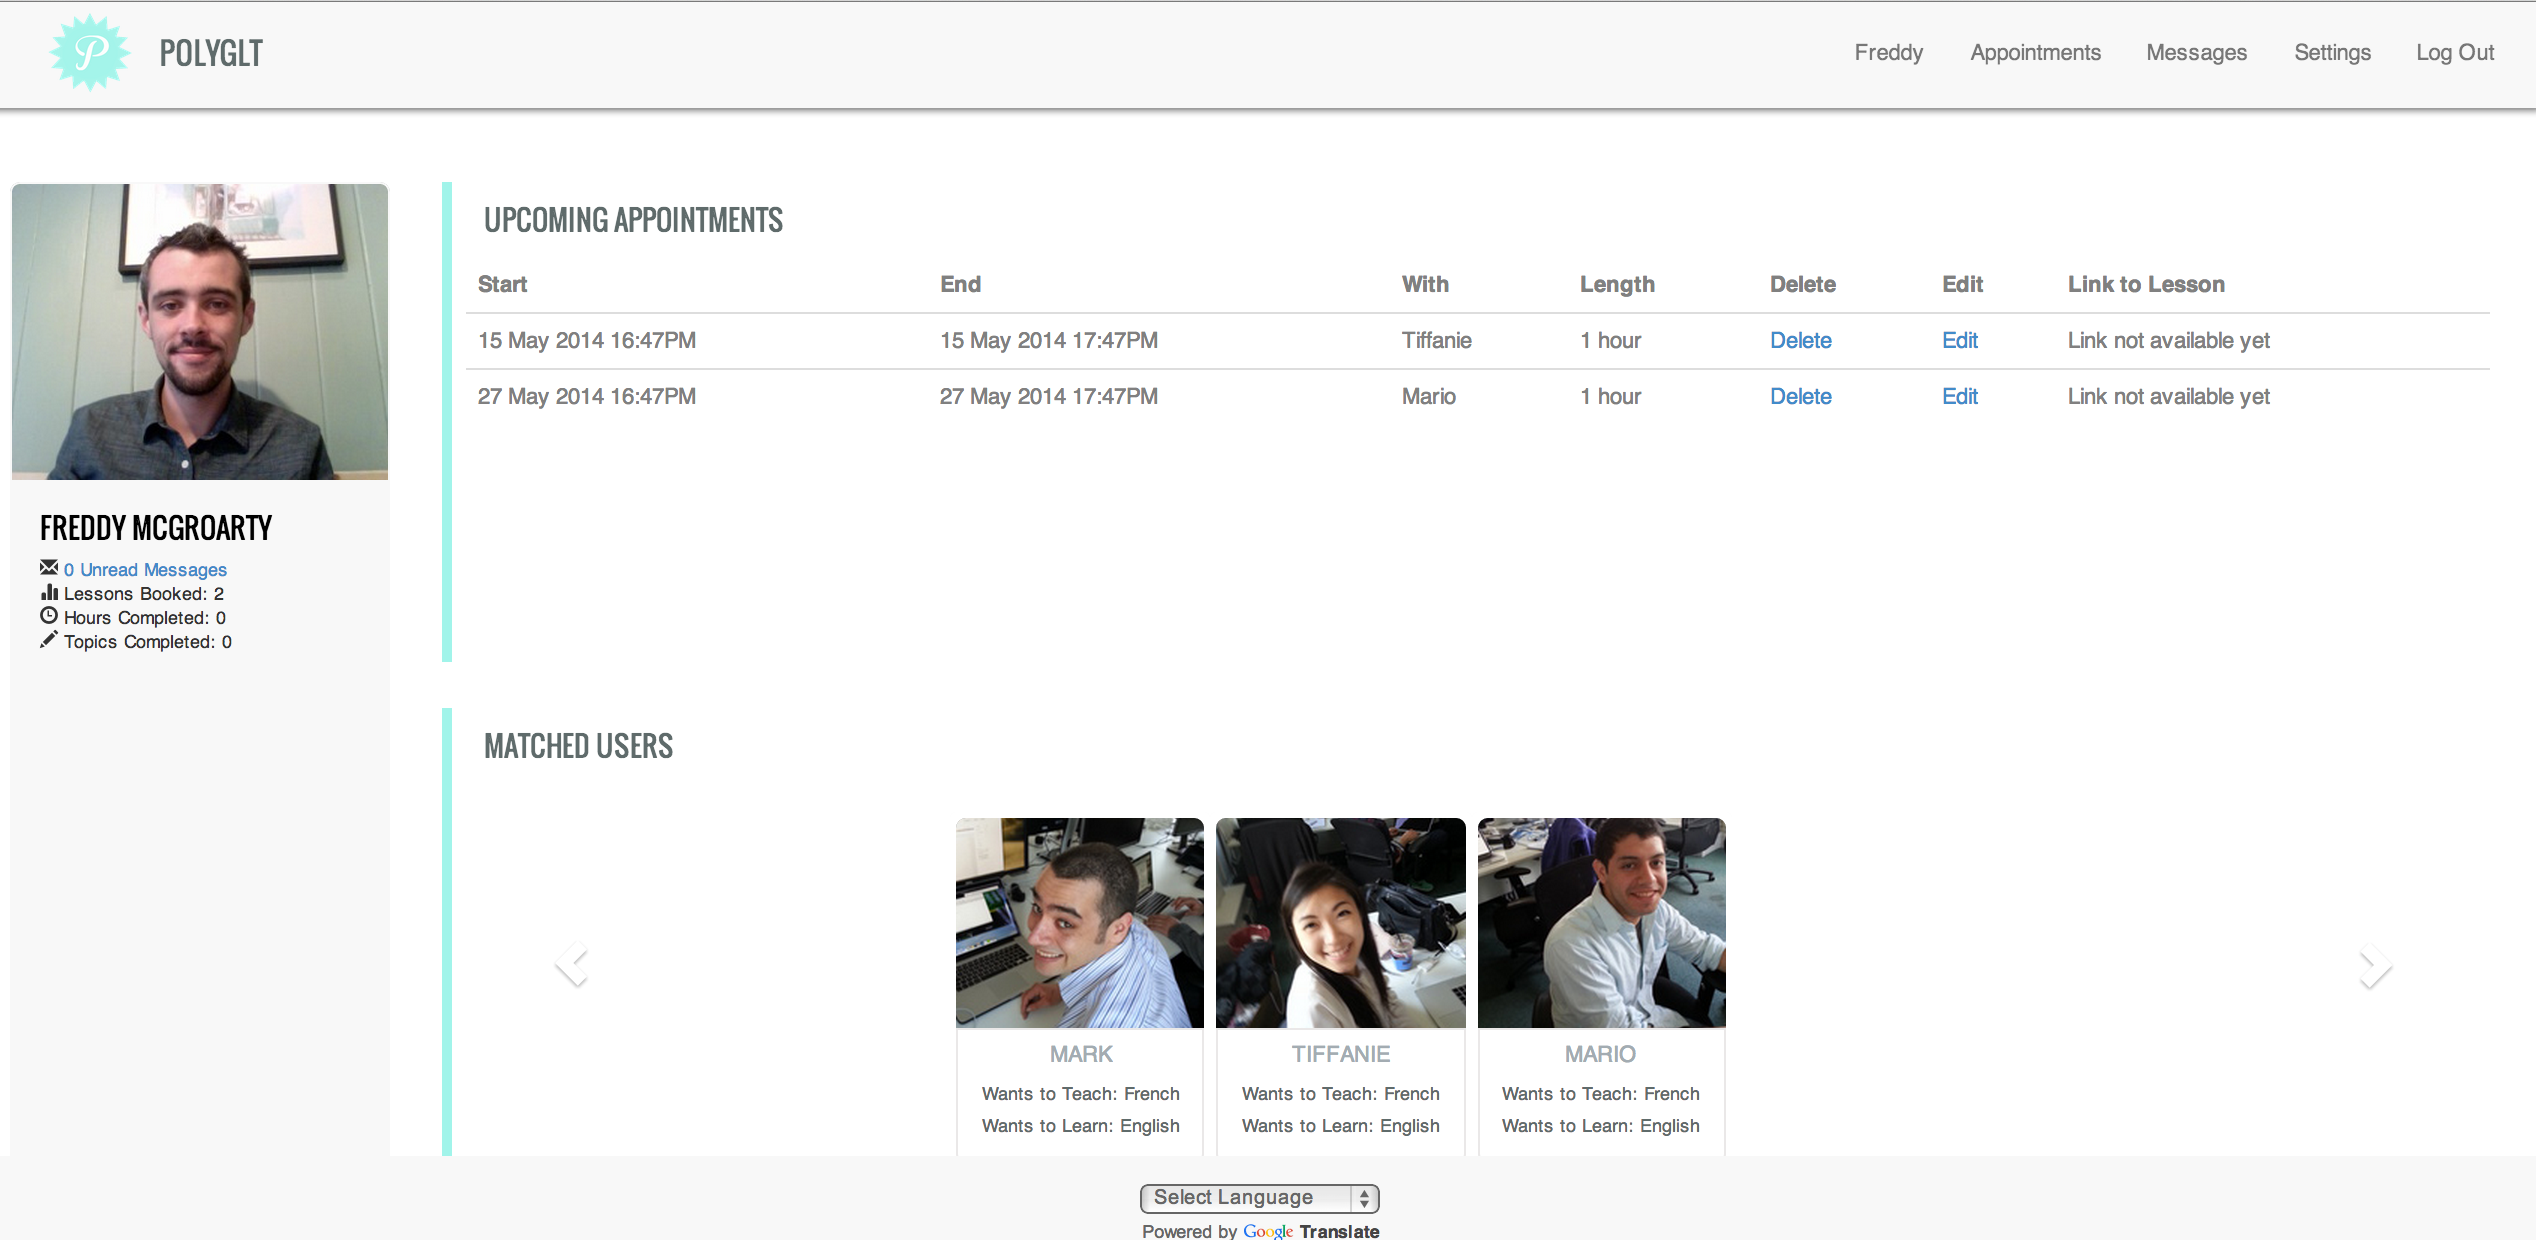 P POLYGLT Freddy Appointments Messages Settings Log Out
FREDDY MCGROARTY
0 Unread Messages
Lessons Booked: 2
Hours Completed: 0
Topics Completed: 0
UPCOMING APPOINTMENTS
Start End With Length Delete Edit Link to Lesson
15 May 2014 16:47PM 15 May 2014 17:47PM Tiffanie 1 hour Delete Edit Link not available yet
27 May 2014 16:47PM 27 May 2014 17:47PM Mario 1 hour Delete Edit Link not available yet
MATCHED USERS
MARK TIFFANIE MARIO
Wants to Teach: French Wants to Teach: French Wants to Teach: French
Wants to Learn: English Wants to Learn: English Wants to Learn: English
Select Language
Powered by Google Translate